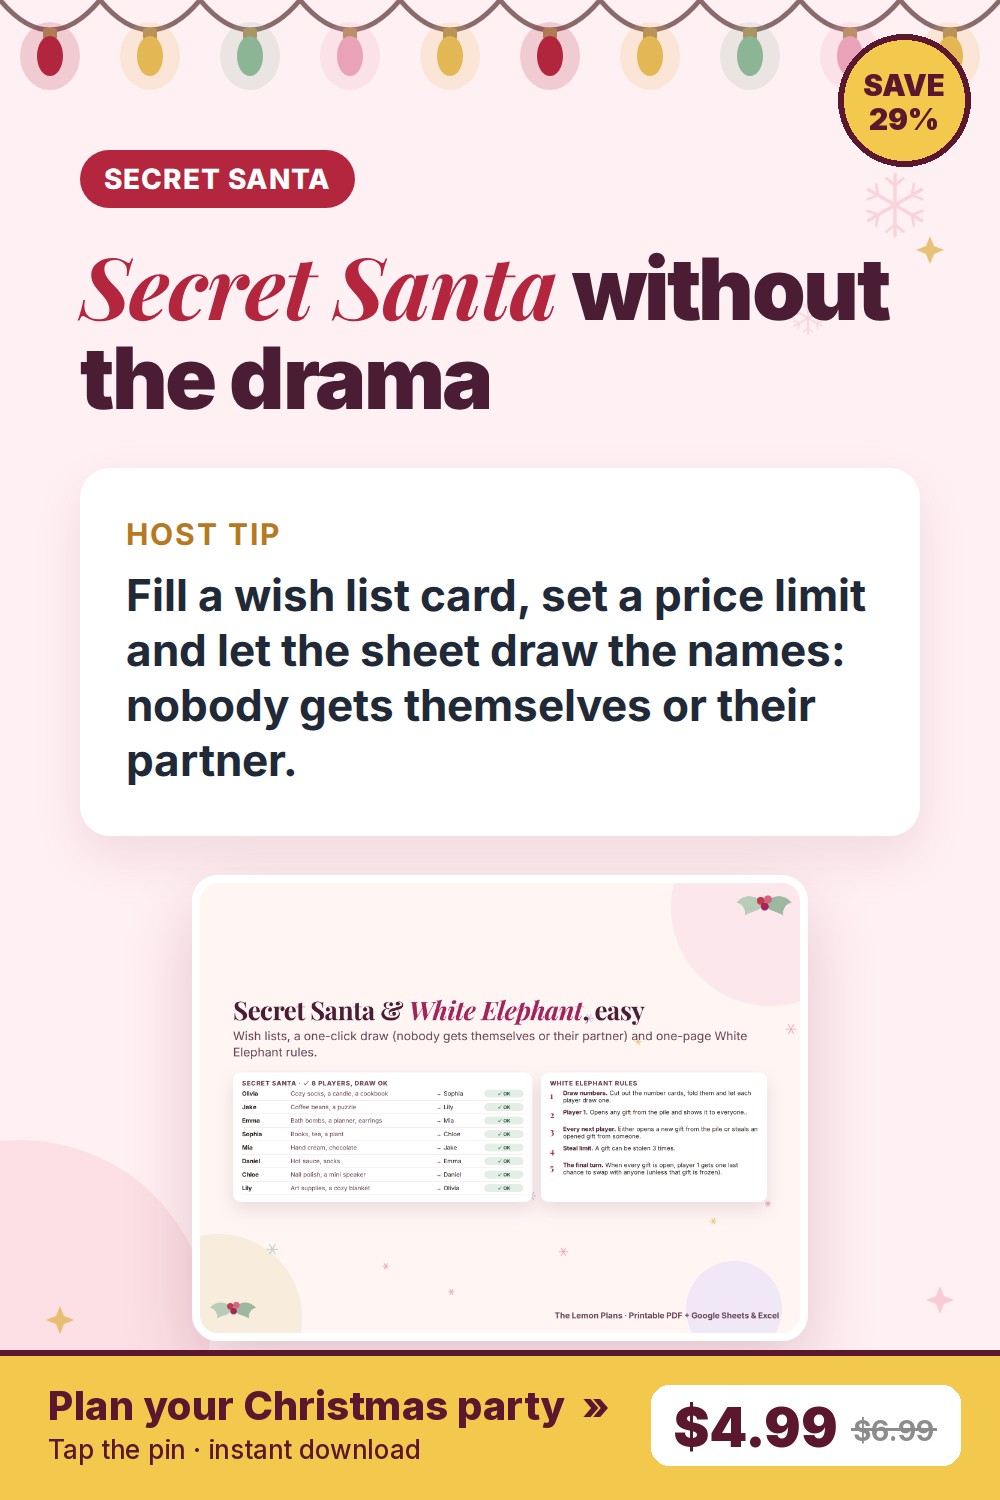 SAVE
29%
SECRET SANTA
Secret Santa without
the drama
HOST TIP
Fill a wish list card, set a price limit
and let the sheet draw the names:
nobody gets themselves or their
partner.
Secret Santa & White Elephant, easy
Wish lists, a one-click draw (nobody gets themselves or their partner) and one-page White
Elephant rules.
SECRET SANTA · ✓ 8 PLAYERS, DRAW OK
Olivia Cozy socks, a candle, a cookbook → Sophia ✓ OK
Jake Coffee beans, a puzzle → Lily ✓ OK
Emma Bath bombs, a planner, earrings → Mia ✓ OK
Sophia Books, tea, a plant → Chloe ✓ OK
Mia Hand cream, chocolate → Jake ✓ OK
Daniel Hot sauce, socks → Emma ✓ OK
Chloe Nail polish, a mini speaker → Daniel ✓ OK
Lily Art supplies, a cozy blanket → Olivia ✓ OK
WHITE ELEPHANT RULES
1 Draw numbers. Cut out the number cards, fold them and let each
player draw one.
2 Player 1. Opens any gift from the pile and shows it to everyone..
3 Every next player. Either opens a new gift from the pile or steals an
opened gift from someone.
4 Steal limit. A gift can be stolen 3 times.
5 The final turn. When every gift is open, player 1 gets one last
chance to swap with anyone (unless that gift is frozen).
The Lemon Plans · Printable PDF + Google Sheets & Excel
Plan your Christmas party »
Tap the pin · instant download
$4.99 $6.99